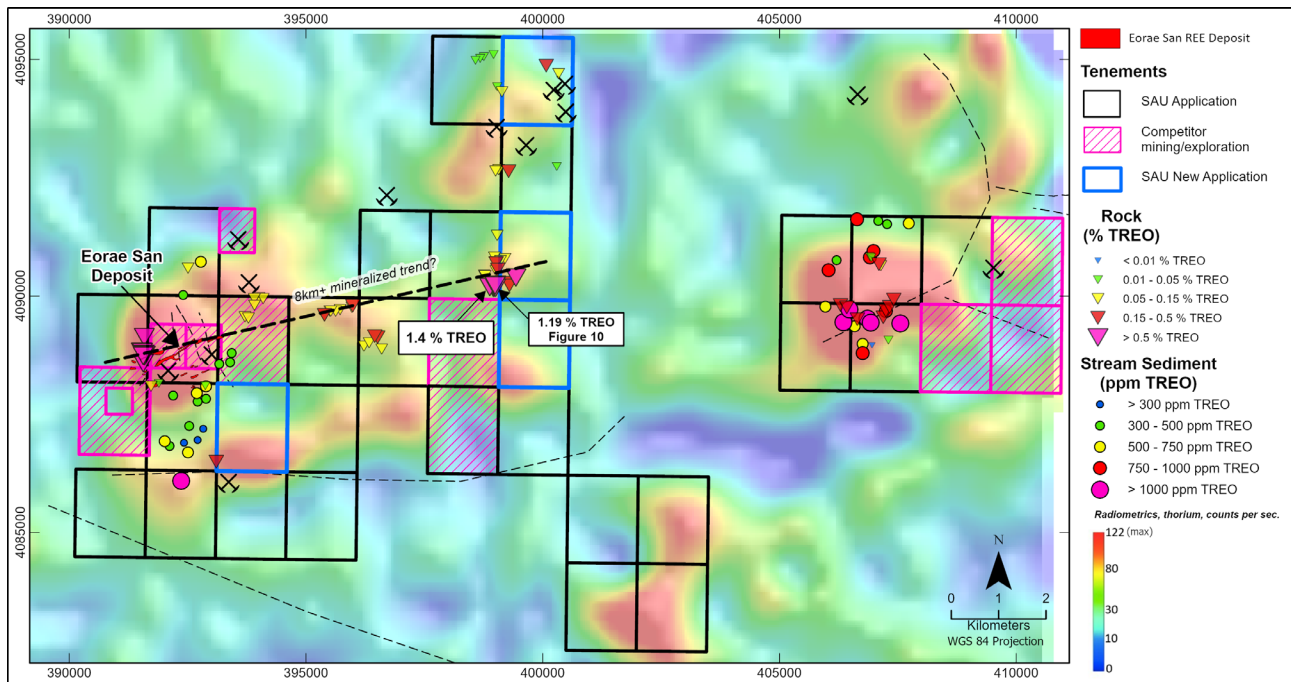 390000
395000
400000
405000
410000
4095000
4090000
4085000
Eorae San
Deposit
8km+ mineralized trend?
1.4 % TREO
1.19 % TREO
Figure 10
N
0 1 2
Kilometers
WGS 84 Projection
390000
395000
400000
405000
410000
Eorae San REE Deposit
Tenements
SAU Application
Competitor
mining/exploration
SAU New Application
Rock
(% TREO)
< 0.01 % TREO
0.01 - 0.05 % TREO
0.05 - 0.15 % TREO
0.15 - 0.5 % TREO
> 0.5 % TREO
Stream Sediment
(ppm TREO)
> 300 ppm TREO
300 - 500 ppm TREO
500 - 750 ppm TREO
750 - 1000 ppm TREO
> 1000 ppm TREO
Radiometrics, thorium, counts per sec.
122 (max)
80
30
10
0